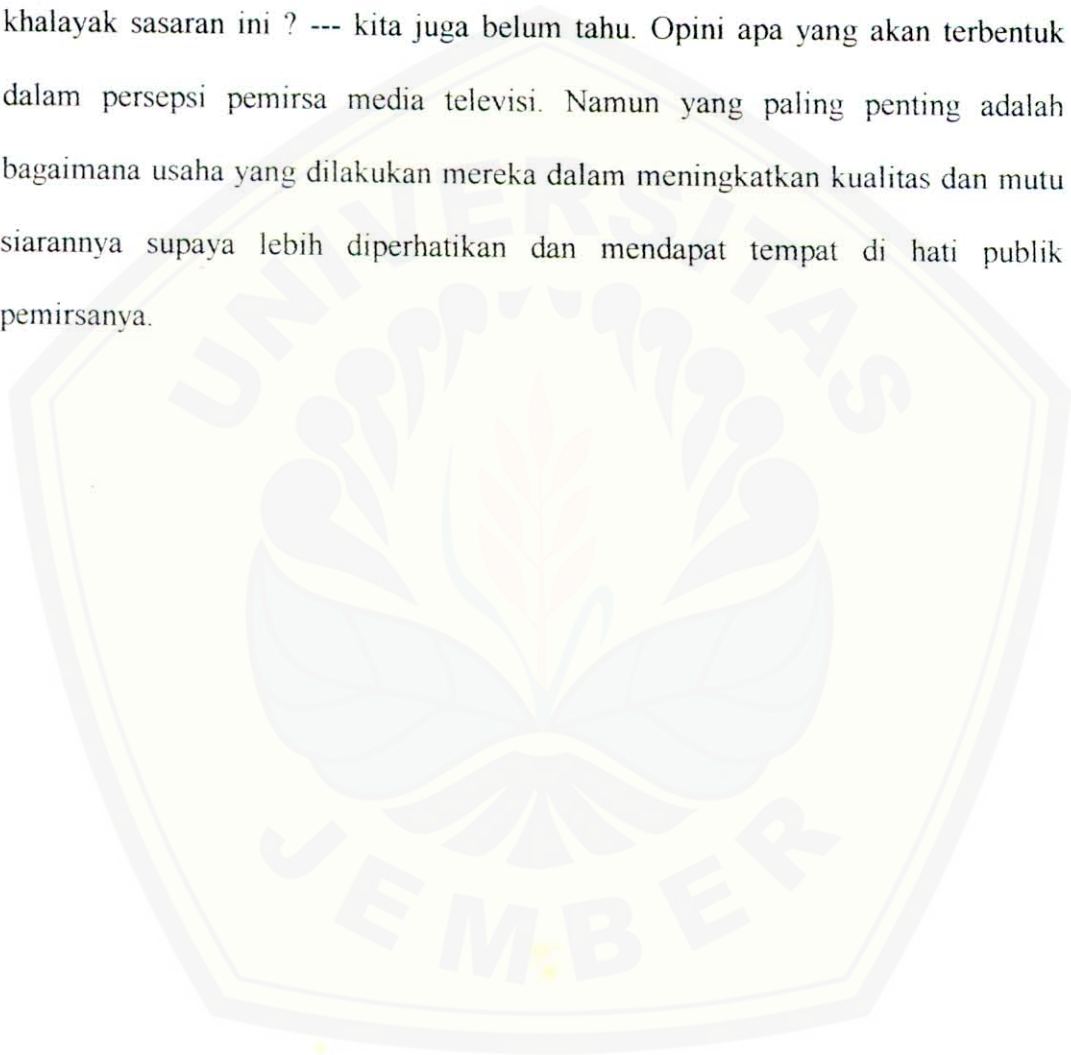 khalayak sasaran ini ? --- kita juga belum tahu. Opini apa yang akan terbentuk
dalam persepsi pemirsa media televisi. Namun yang paling penting adalah
bagaimana usaha yang dilakukan mereka dalam meningkatkan kualitas dan mutu
siarannya supaya lebih diperhatikan dan mendapat tempat di hati publik
pemirsanya.
UNIVERSITAS
JEMBER